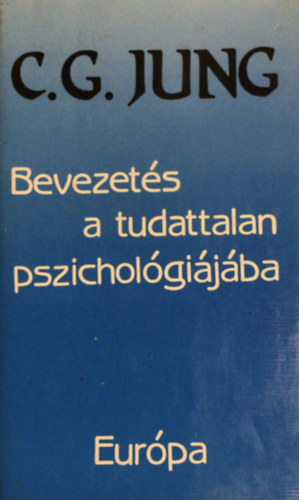 C.G. JUNG
Bevezetés
a tudattalan
pszichológiájába
Európa